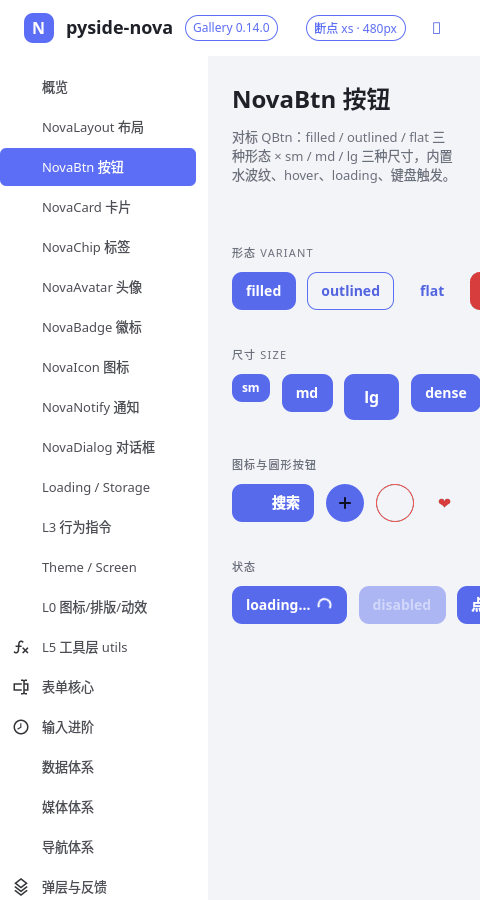 N pyside-nova Gallery 0.14.0 断点 xs · 480px
概览
NovaLayout 布局
NovaBtn 按钮
NovaCard 卡片
NovaChip 标签
NovaAvatar 头像
NovaBadge 徽标
NovaIcon 图标
NovaNotify 通知
NovaDialog 对话框
Loading / Storage
L3 行为指令
Theme / Screen
L0 图标/排版/动效
L5 工具层 utils
表单核心
输入进阶
数据体系
媒体体系
导航体系
弹层与反馈
NovaBtn 按钮
对标 QBtn：filled / outlined / flat 三
种形态 × sm / md / lg 三种尺寸，内置
水波纹、hover、loading、键盘触发。
形态 VARIANT
filled outlined flat
尺寸 SIZE
sm md lg dense
图标与圆形按钮
搜索
状态
loading... disabled 点